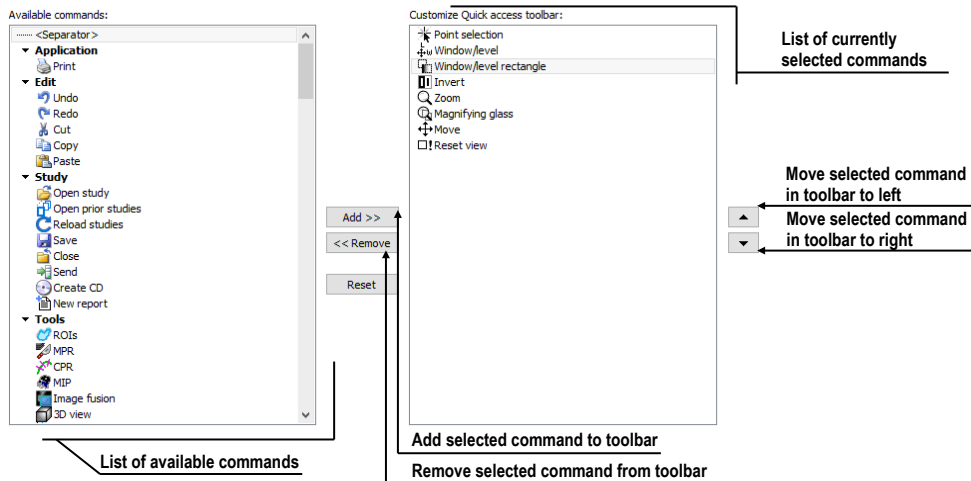 Available commands:
<Separator>
Application
Print
Edit
Undo
Redo
Cut
Copy
Paste
Study
Open study
Open prior studies
Reload studies
Save
Close
Send
Create CD
New report
Tools
ROIs
MPR
CPR
MIP
Image fusion
3D view
Add >>
<< Remove
Reset
Customize Quick access toolbar:
Point selection
Window/level
Window/level rectangle
Invert
Zoom
Magnifying glass
Move
Reset view
List of currently
selected commands
Move selected command
in toolbar to left
Move selected command
in toolbar to right
Add selected command to toolbar
List of available commands
Remove selected command from toolbar